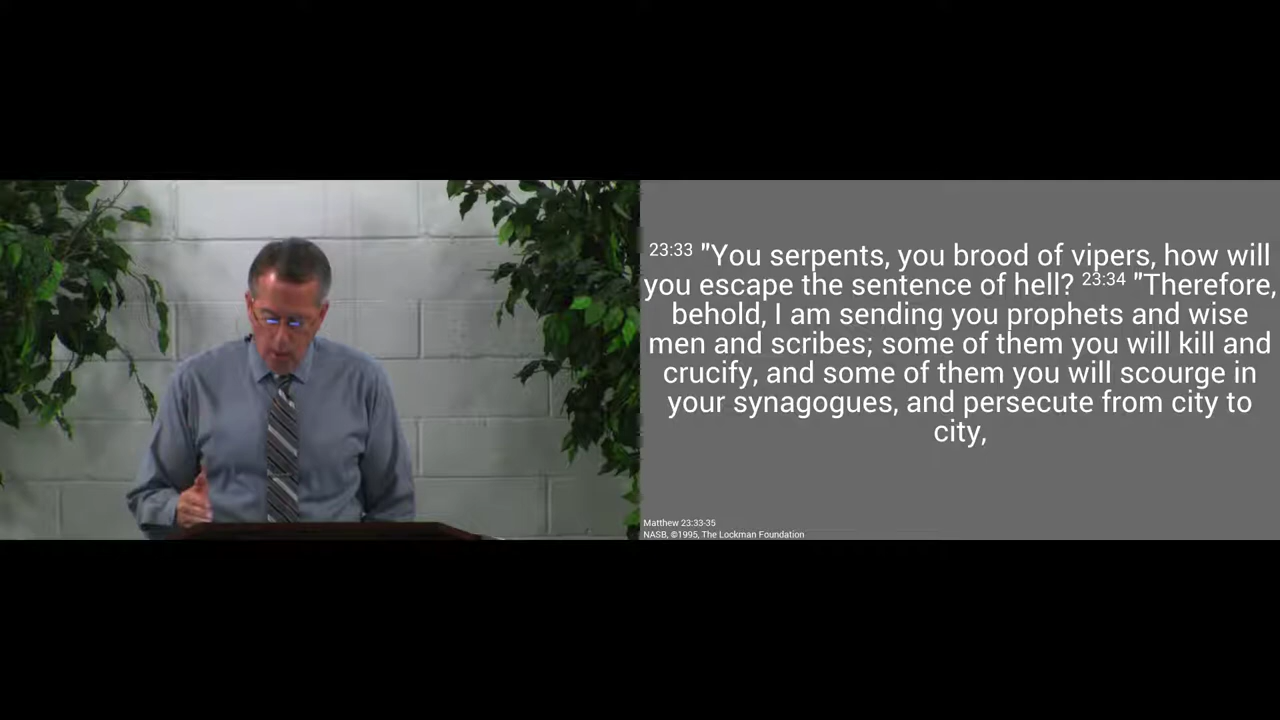 23:33 "You serpents, you brood of vipers, how will
you escape the sentence of hell? 23:34 "Therefore,
behold, I am sending you prophets and wise
men and scribes; some of them you will kill and
crucify, and some of them you will scourge in
your synagogues, and persecute from city to
city,
Matthew 23:33-35
NASB, ©1995, The Lockman Foundation